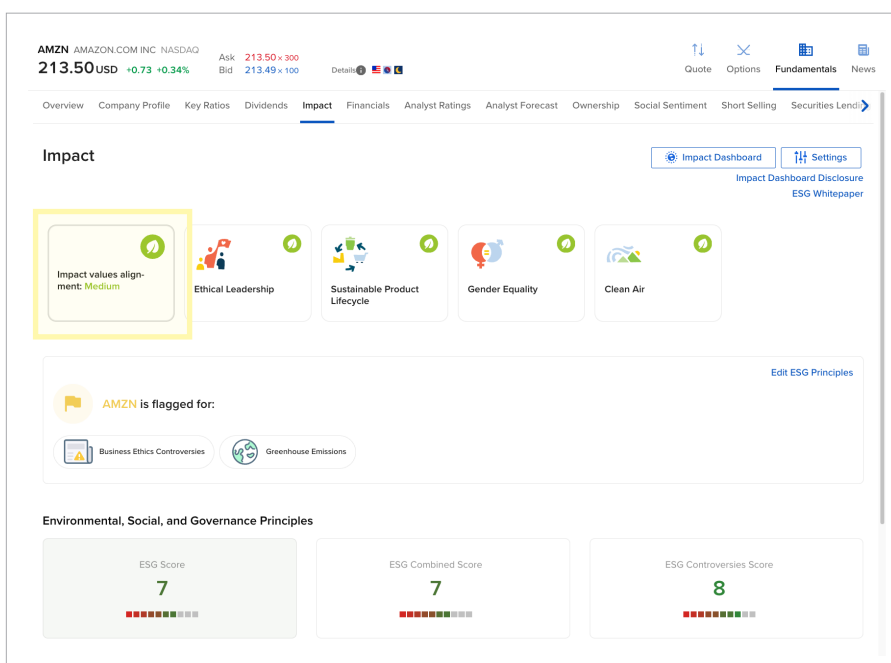 AMZN AMAZON.COM INC NASDAQ
213.50 USD +0.73 +0.34%
Ask 213.50 x 300
Bid 213.49 x 100
Details
Quote Options Fundamentals News
Overview Company Profile Key Ratios Dividends Impact Financials Analyst Ratings Analyst Forecast Ownership Social Sentiment Short Selling Securities Lendin
Impact
Impact Dashboard Settings
Impact Dashboard Disclosure
ESG Whitepaper
Impact values align-
ment: Medium
Ethical Leadership
Sustainable Product
Lifecycle
Gender Equality
Clean Air
Edit ESG Principles
AMZN is flagged for:
Business Ethics Controversies Greenhouse Emissions
Environmental, Social, and Governance Principles
ESG Score
7
ESG Combined Score
7
ESG Controversies Score
8